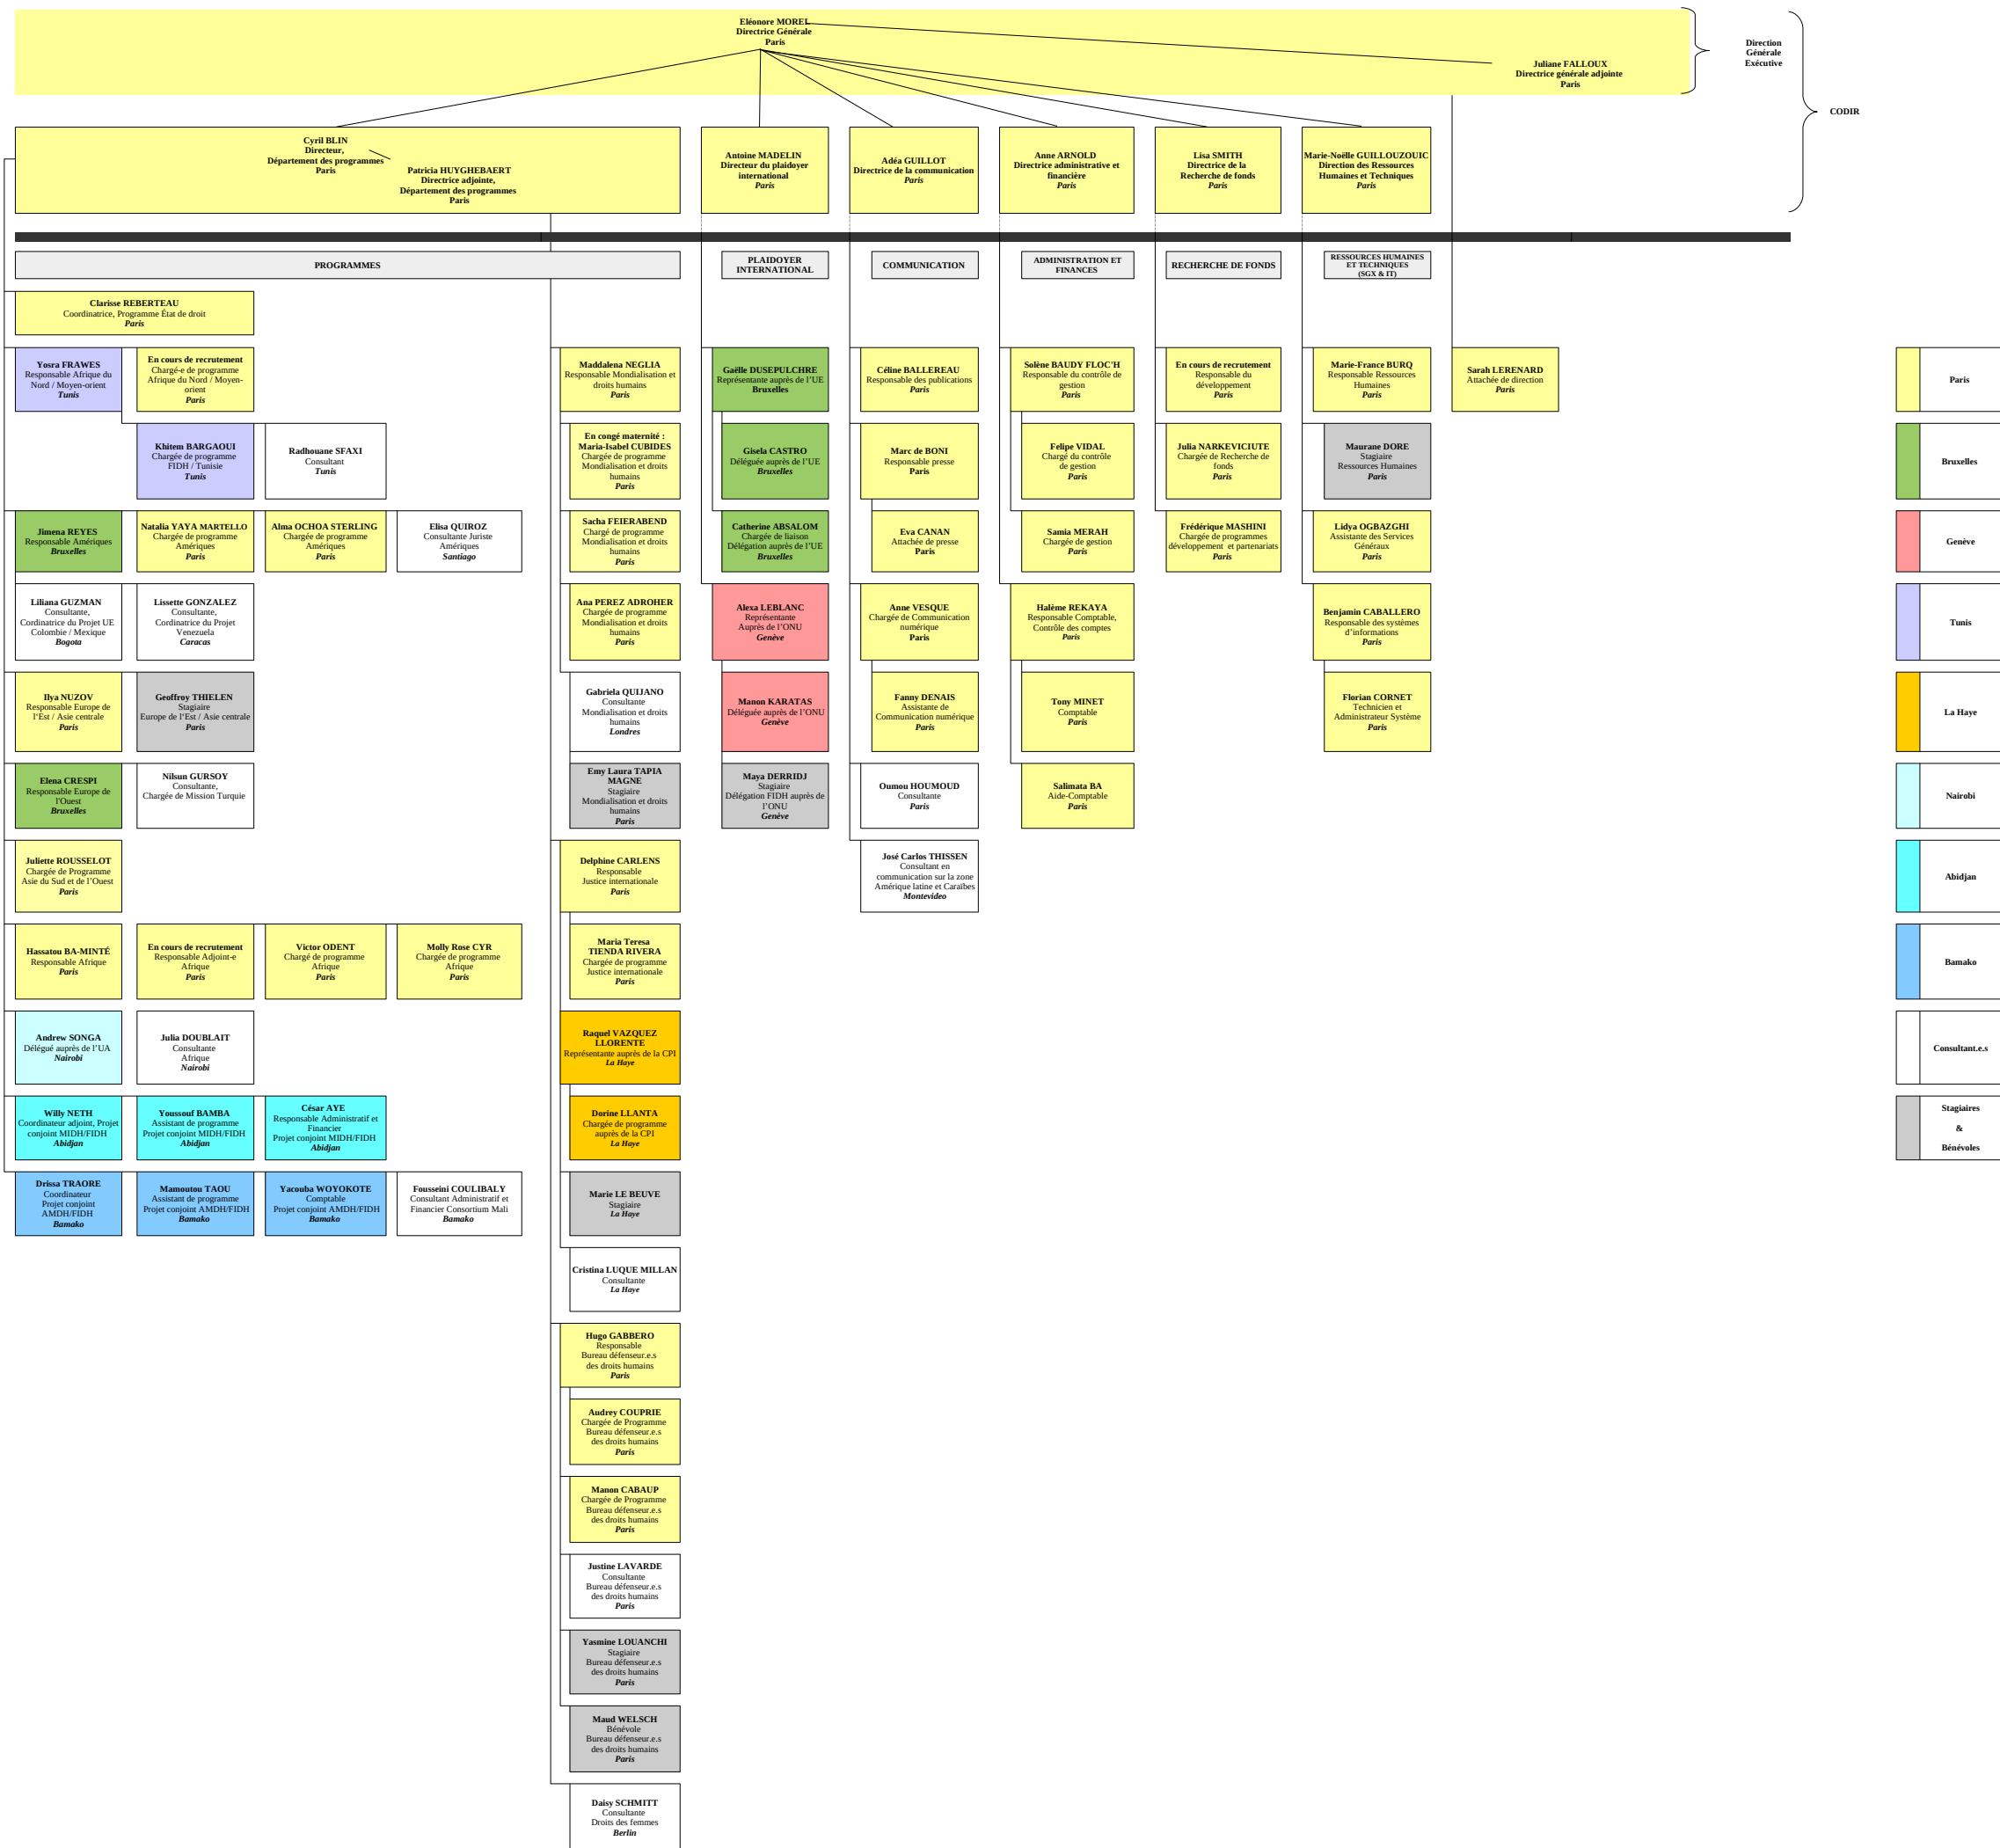 Eléonore MOREL
Directrice Générale
Paris
Juliane FALLOUX
Directrice générale adjointe
Paris
Direction
Générale
Exécutive
CODIR
Cyril BLIN
Directeur,
Département des programmes
Paris
Patricia HUYGHEBAERT
Directrice adjointe,
Département des programmes
Paris
Antoine MADELIN
Directeur du plaidoyer
international
Paris
Adéa GUILLOT
Directrice de la communication
Paris
Anne ARNOLD
Directrice administrative et
financière
Paris
Lisa SMITH
Directrice de la
Recherche de fonds
Paris
Marie-Noëlle GUILLOUZOUIC
Direction des Ressources
Humaines et Techniques
Paris
PROGRAMMES
PLAIDOYER
INTERNATIONAL
COMMUNICATION
ADMINISTRATION ET
FINANCES
RECHERCHE DE FONDS
RESSOURCES HUMAINES
ET TECHNIQUES
(SGX & IT)
Clarisse REBERTEAU
Coordinatrice, Programme État de droit
Paris
Yosra FRAWES
Responsable Afrique du
Nord / Moyen-orient
Tunis
En cours de recrutement
Chargé-e de programme
Afrique du Nord / Moyen-
orient
Paris
Maddalena NEGLIA
Responsable Mondialisation et
droits humains
Paris
Gaëlle DUSEPULCHRE
Représentante auprès de l'UE
Bruxelles
Céline BALLEREAU
Responsable des publications
Paris
Solène BAUDY FLOC'H
Responsable du contrôle de
gestion
Paris
En cours de recrutement
Responsable du
développement
Paris
Marie-France BURQ
Responsable Ressources
Humaines
Paris
Sarah LERENARD
Attachée de direction
Paris
Paris
Khitem BARGAOUI
Chargée de programme
FIDH / Tunisie
Tunis
Radhouane SFAXI
Consultant
Tunis
En congé maternité :
Maria-Isabel CUBIDES
Chargée de programme
Mondialisation et droits
humains
Paris
Gisela CASTRO
Déléguée auprès de l'UE
Bruxelles
Marc de BONI
Responsable presse
Paris
Felipe VIDAL
Chargé du contrôle
de gestion
Paris
Julia NARKEVICIUTE
Chargée de Recherche de
fonds
Paris
Maurane DORE
Stagiaire
Ressources Humaines
Paris
Bruxelles
Jimena REYES
Responsable Amériques
Bruxelles
Natalia YAYA MARTELLO
Chargée de programme
Amériques
Paris
Alma OCHOA STERLING
Chargée de programme
Amériques
Paris
Elisa QUIROZ
Consultante Juriste
Amériques
Santiago
Sacha FEIERABEND
Chargé de programme
Mondialisation et droits
humains
Paris
Catherine ABSALOM
Chargée de liaison
Délégation auprès de l'UE
Bruxelles
Eva CANAN
Attachée de presse
Paris
Samia MERAH
Chargée de gestion
Paris
Frédérique MASHINI
Chargée de programmes
développement et partenariats
Paris
Lidya OGBAZGHI
Assistante des Services
Généraux
Paris
Genève
Liliana GUZMAN
Consultante,
Cordinatrice du Projet UE
Colombie / Mexique
Bogota
Lissette GONZALEZ
Consultante,
Cordinatrice du Projet
Venezuela
Caracas
Ana PEREZ ADROHER
Chargée de programme
Mondialisation et droits
humains
Paris
Alexa LEBLANC
Représentante
Auprès de l'ONU
Genève
Anne VESQUE
Chargée de Communication
numérique
Paris
Halème REKAYA
Responsable Comptable,
Contrôle des comptes
Paris
Benjamin CABALLERO
Responsable des systèmes
d'informations
Paris
Tunis
Ilya NUZOV
Responsable Europe de
l'Est / Asie centrale
Paris
Geoffroy THIELEN
Stagiaire
Europe de l'Est / Asie centrale
Paris
Gabriela QUIJANO
Consultante
Mondialisation et droits
humains
Londres
Manon KARATAS
Déléguée auprès de l'ONU
Genève
Fanny DENAIS
Assistante de
Communication numérique
Paris
Tony MINET
Comptable
Paris
Florian CORNET
Technicien et
Administrateur Système
Paris
La Haye
Elena CRESPI
Responsable Europe de
l'Ouest
Bruxelles
Nilsun GURSOY
Consultante,
Chargée de Mission Turquie
Emy Laura TAPIA
MAGNE
Stagiaire
Mondialisation et droits
humains
Paris
Maya DERRIDJ
Stagiaire
Délégation FIDH auprès de
l'ONU
Genève
Oumou HOUMOUD
Consultante
Paris
Salimata BA
Aide-Comptable
Paris
Nairobi
Juliette ROUSSELOT
Chargée de Programme
Asie du Sud et de l'Ouest
Paris
Delphine CARLENS
Responsable
Justice internationale
Paris
José Carlos THISSEN
Consultant en
communication sur la zone
Amérique latine et Caraïbes
Montevideo
Abidjan
Hassatou BA-MINTÉ
Responsable Afrique
Paris
En cours de recrutement
Responsable Adjoint-e
Afrique
Paris
Victor ODENT
Chargé de programme
Afrique
Paris
Molly Rose CYR
Chargée de programme
Afrique
Paris
Maria Teresa
TIENDA RIVERA
Chargée de programme
Justice internationale
Paris
Bamako
Andrew SONGA
Délégué auprès de l'UA
Nairobi
Julia DOUBLAIT
Consultante
Afrique
Nairobi
Raquel VAZQUEZ
LLORENTE
Représentante auprès de la CPI
La Haye
Consultant.e.s
Willy NETH
Coordinateur adjoint, Projet
conjoint MIDH/FIDH
Abidjan
Youssouf BAMBA
Assistant de programme
Projet conjoint MIDH/FIDH
Abidjan
César AYE
Responsable Administratif et
Financier
Projet conjoint MIDH/FIDH
Abidjan
Dorine LLANTA
Chargée de programme
auprès de la CPI
La Haye
Stagiaires
&
Bénévoles
Drissa TRAORE
Coordinateur
Projet conjoint
AMDH/FIDH
Bamako
Mamoutou TAOU
Assistant de programme
Projet conjoint AMDH/FIDH
Bamako
Yacouba WOYOKOTE
Comptable
Projet conjoint AMDH/FIDH
Bamako
Fousseini COULIBALY
Consultant Administratif et
Financier Consortium Mali
Bamako
Marie LE BEUVE
Stagiaire
La Haye
Cristina LUQUE MILLAN
Consultante
La Haye
Hugo GABBERO
Responsable
Bureau défenseur.e.s
des droits humains
Paris
Audrey COUPRIE
Chargée de Programme
Bureau défenseur.e.s
des droits humains
Paris
Manon CABAUP
Chargée de Programme
Bureau défenseur.e.s
des droits humains
Paris
Justine LAVARDE
Consultante
Bureau défenseur.e.s
des droits humains
Paris
Yasmine LOUANCHI
Stagiaire
Bureau défenseur.e.s
des droits humains
Paris
Maud WELSCH
Bénévole
Bureau défenseur.e.s
des droits humains
Paris
Daisy SCHMITT
Consultante
Droits des femmes
Berlin